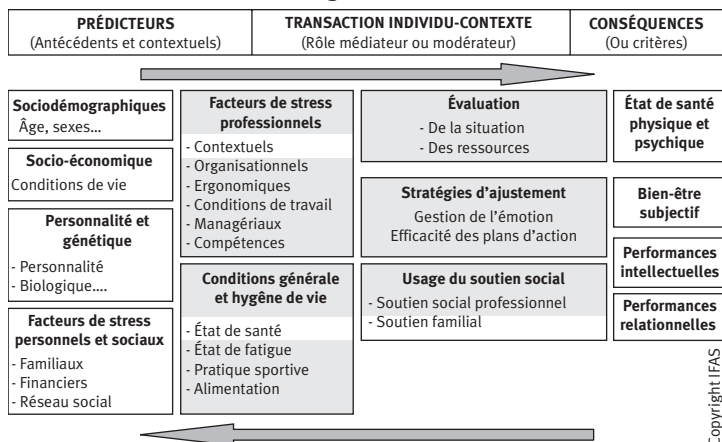 PRÉDICTEURS
(Antécédents et contextuels)
TRANSACTION INDIVIDU-CONTEXTE
(Rôle médiateur ou modérateur)
CONSÉQUENCES
(Ou critères)
Sociodémographiques
Âge, sexes...
Socio-économique
Conditions de vie
Personnalité et
génétique
- Personnalité
- Biologique....
Facteurs de stress
personnels et sociaux
- Familiaux
- Financiers
- Réseau social
Facteurs de stress
professionnels
- Contextuels
- Organisationnels
- Ergonomiques
- Conditions de travail
- Managériaux
- Compétences
Conditions générale
et hygêne de vie
- État de santé
- État de fatigue
- Pratique sportive
- Alimentation
Évaluation
- De la situation
- Des ressources
Stratégies d'ajustement
Gestion de l'émotion
Efficacité des plans d'action
Usage du soutien social
- Soutien social professionnel
- Soutien familial
État de santé
physique et
psychique
Bien-être
subjectif
Performances
intellectuelles
Performances
relationnelles
Copyright IFAS